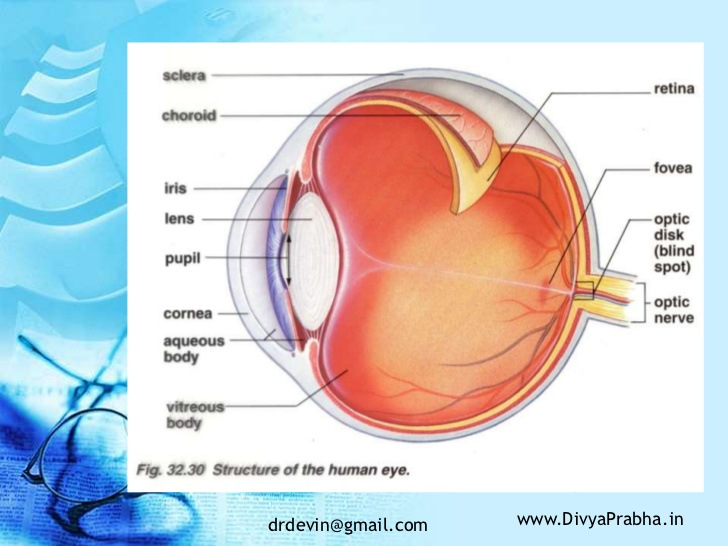 sclera
choroid
iris
lens
pupil
cornea
aqueous
body
vitreous
body
retina
fovea
optic
disk
(blind
spot)
optic
nerve
Fig. 32.30 Structure of the human eye.
drdevin@gmail.com
www.DivyaPrabha.in